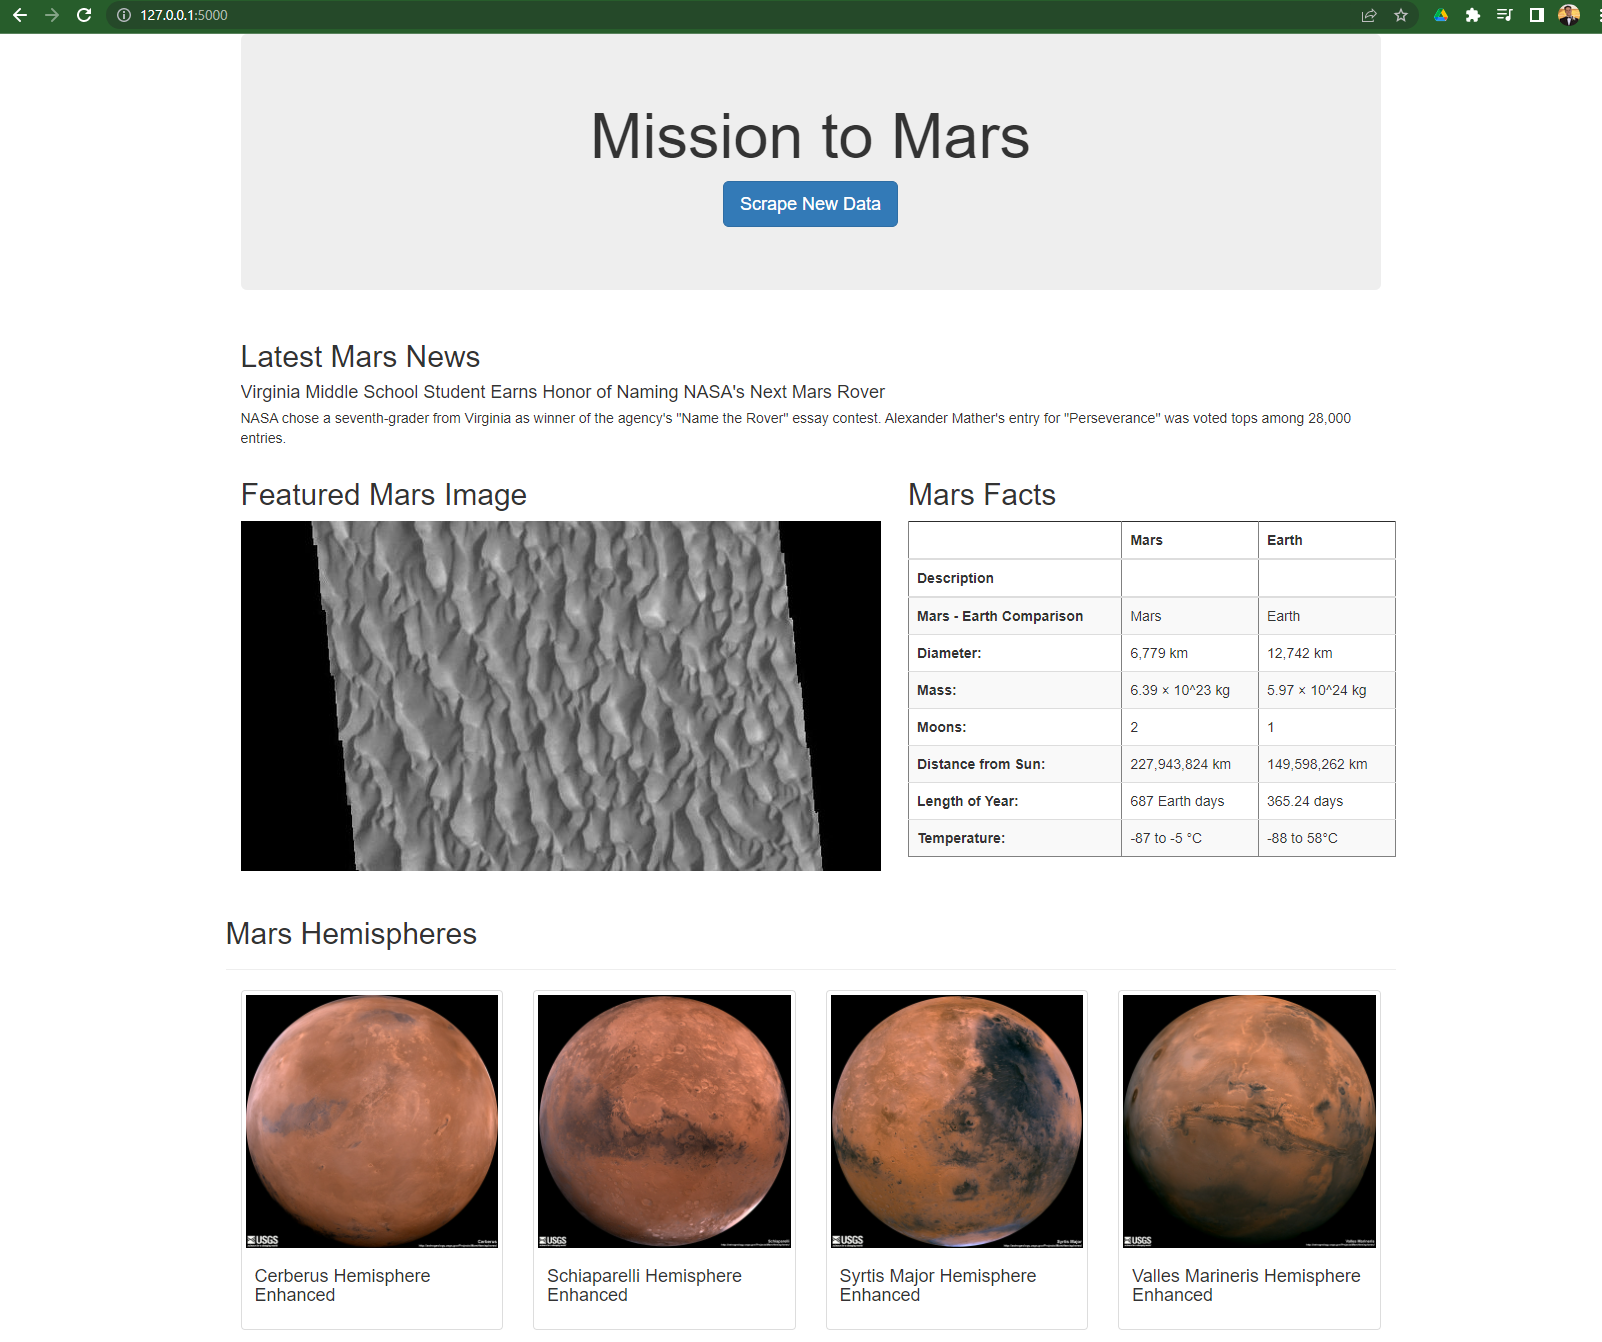 127.0.0.1:5000
Mission to Mars
Scrape New Data
Latest Mars News
Virginia Middle School Student Earns Honor of Naming NASA's Next Mars Rover
NASA chose a seventh-grader from Virginia as winner of the agency's "Name the Rover" essay contest. Alexander Mather's entry for "Perseverance" was voted tops among 28,000
entries.
Featured Mars Image
Mars Facts
Mars Earth
Description
Mars - Earth Comparison Mars Earth
Diameter: 6,779 km 12,742 km
Mass: 6.39 × 10^23 kg 5.97 × 10^24 kg
Moons: 2 1
Distance from Sun: 227,943,824 km 149,598,262 km
Length of Year: 687 Earth days 365.24 days
Temperature: -87 to -5 °C -88 to 58°C
Mars Hemispheres
USGS Cerberus
USGS Schiaparelli
USGS Syrtis Major
USGS Valles Marineris
Cerberus Hemisphere
Enhanced
Schiaparelli Hemisphere
Enhanced
Syrtis Major Hemisphere
Enhanced
Valles Marineris Hemisphere
Enhanced